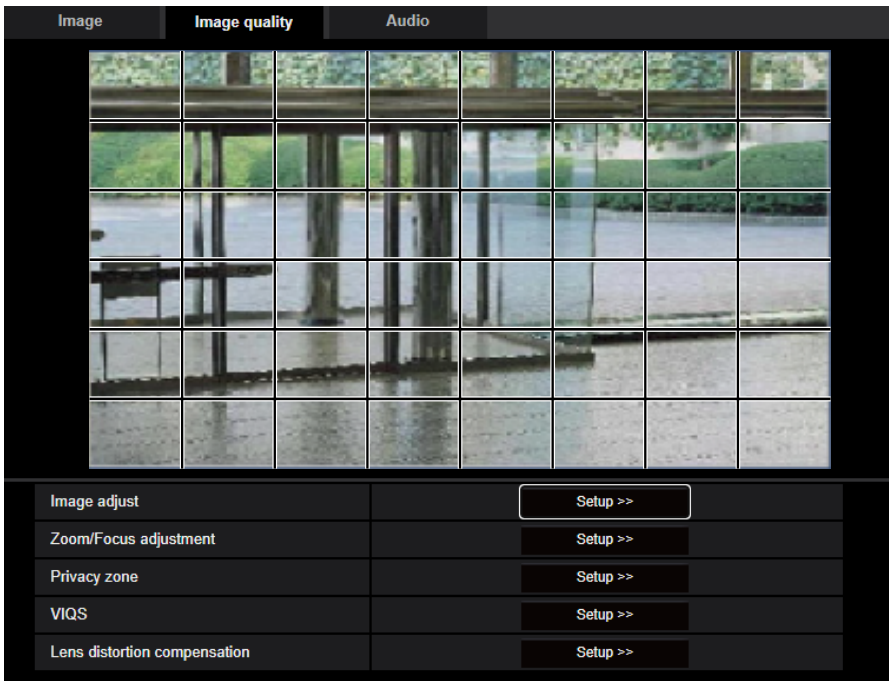 Image Image quality Audio
Image adjust Setup >>
Zoom/Focus adjustment Setup >>
Privacy zone Setup >>
VIQS Setup >>
Lens distortion compensation Setup >>